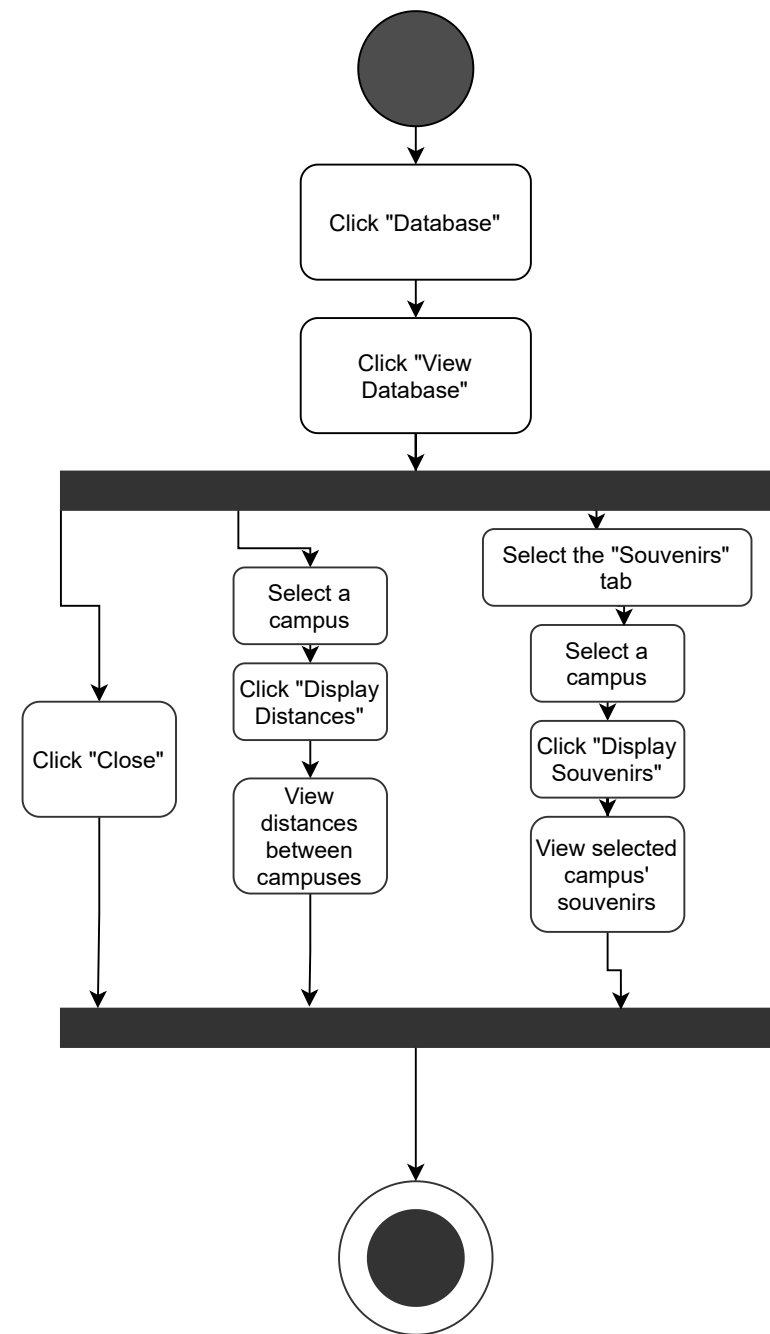 Click "Database"
Click "View
Database"
Click "Close"
Select a
campus
Click "Display
Distances"
View
distances
between
campuses
Select the "Souvenirs"
tab
Select a
campus
Click "Display
Souvenirs"
View selected
campus'
souvenirs